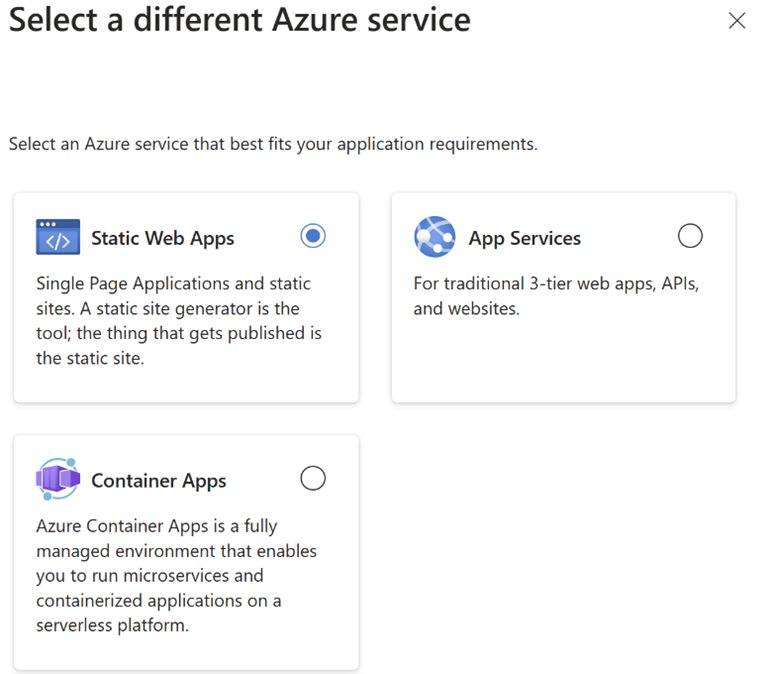 Select a different Azure service
Select an Azure service that best fits your application requirements.
Static Web Apps
Single Page Applications and static
sites. A static site generator is the
tool; the thing that gets published is
the static site.
App Services
For traditional 3-tier web apps, APIs,
and websites.
Container Apps
Azure Container Apps is a fully
managed environment that enables
you to run microservices and
containerized applications on a
serverless platform.